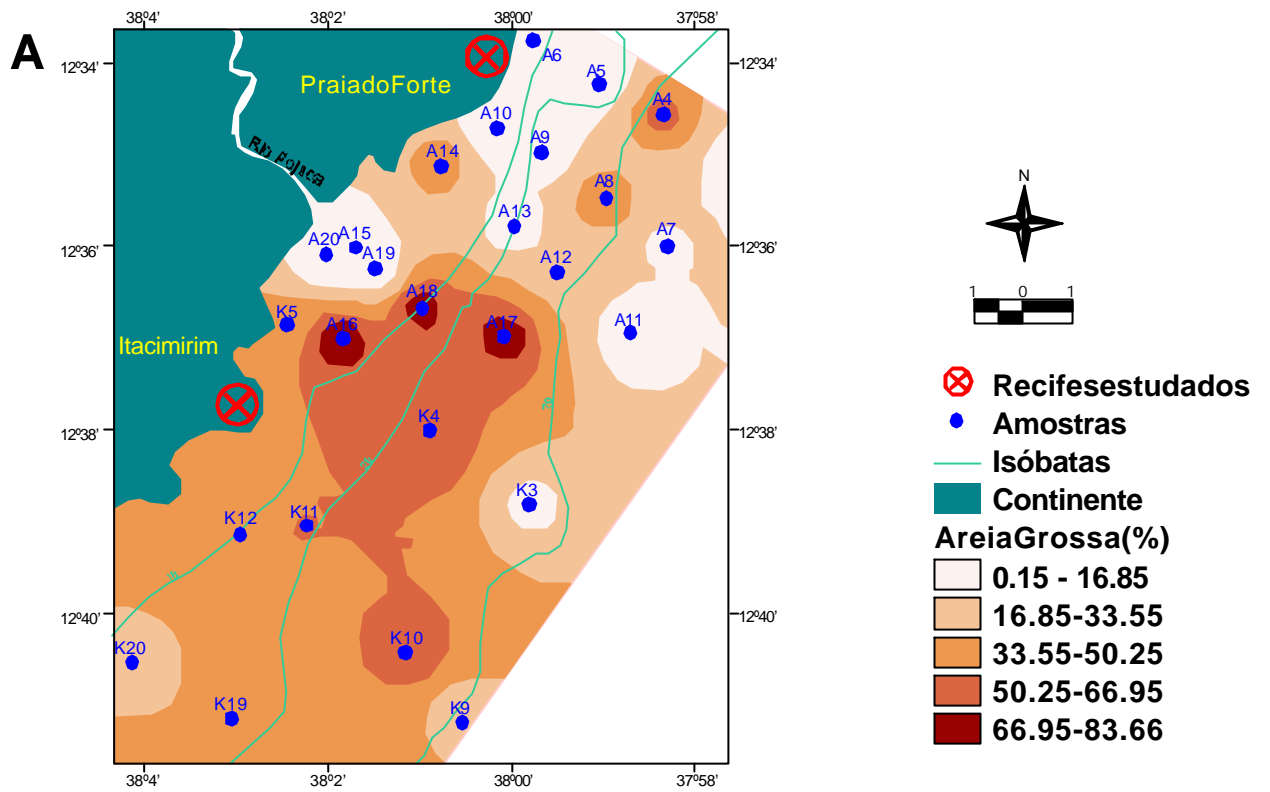 A
38º4’ 38º2’ 38º00’ 37º58’
12º34’ 12º34’
PraiadoForte
A6
A5
A4
A10
A9
Rio Pojuca
A14
A8
A13
A7
12º36’ 12º36’
A20 A15 A19
A12
A18
K5 A16 A17 A11
Itacimirim
20
12º38’ 12º38’
K4
K3
K12 K11
12º40’ 12º40’
K20 K10
K19 K9
38º4’ 38º2’ 38º00’ 37º58’
N
1 0 1
Recifesestudados
Amostras
Isóbatas
Continente
AreiaGrossa(%)
0.15 - 16.85
16.85-33.55
33.55-50.25
50.25-66.95
66.95-83.66